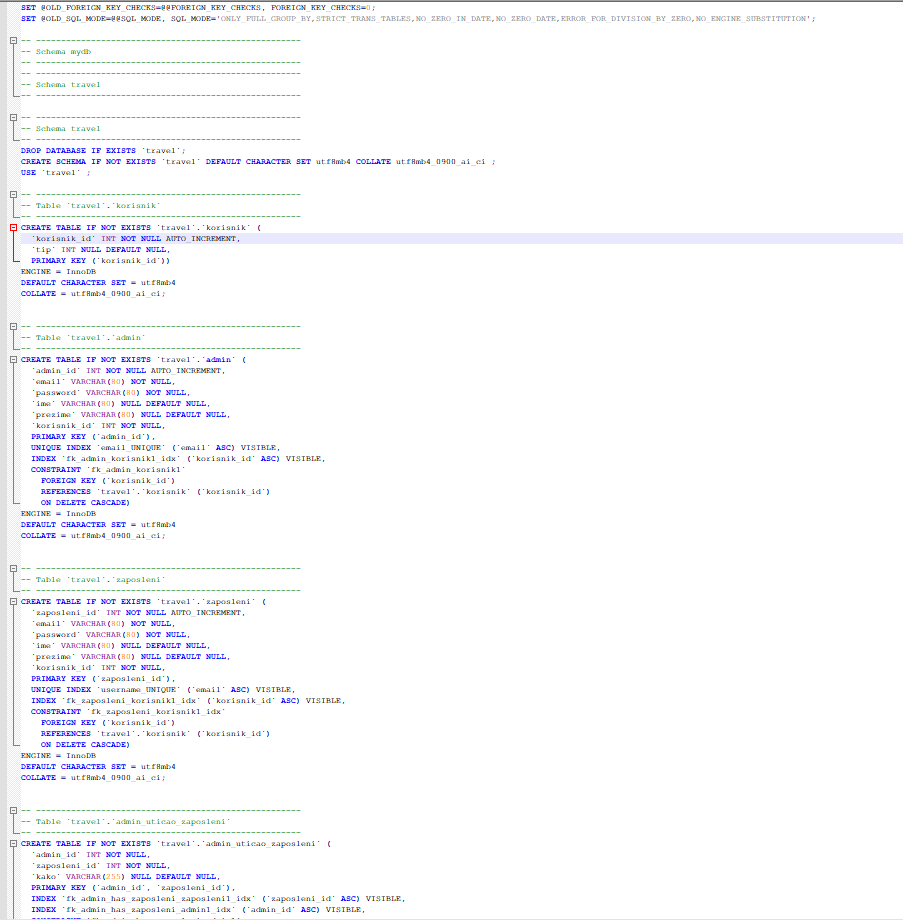 SET @OLD_FOREIGN_KEY_CHECKS=@@FOREIGN_KEY_CHECKS, FOREIGN_KEY_CHECKS=0;
SET @OLD_SQL_MODE=@@SQL_MODE, SQL_MODE='ONLY_FULL_GROUP_BY,STRICT_TRANS_TABLES,NO_ZERO_IN_DATE,NO_ZERO_DATE,ERROR_FOR_DIVISION_BY_ZERO,NO_ENGINE_SUBSTITUTION';
-- -----------------------------------------------------
-- Schema mydb
-- -----------------------------------------------------
-- -----------------------------------------------------
-- Schema travel
-- -----------------------------------------------------
-- -----------------------------------------------------
-- Schema travel
-- -----------------------------------------------------
DROP DATABASE IF EXISTS `travel`;
CREATE SCHEMA IF NOT EXISTS `travel` DEFAULT CHARACTER SET utf8mb4 COLLATE utf8mb4_0900_ai_ci ;
USE `travel` ;
-- -----------------------------------------------------
-- Table `travel`.`korisnik`
-- -----------------------------------------------------
CREATE TABLE IF NOT EXISTS `travel`.`korisnik` (
`korisnik_id` INT NOT NULL AUTO_INCREMENT,
`tip` INT NULL DEFAULT NULL,
PRIMARY KEY (`korisnik_id`))
ENGINE = InnoDB
DEFAULT CHARACTER SET = utf8mb4
COLLATE = utf8mb4_0900_ai_ci;
-- -----------------------------------------------------
-- Table `travel`.`admin`
-- -----------------------------------------------------
CREATE TABLE IF NOT EXISTS `travel`.`admin` (
`admin_id` INT NOT NULL AUTO_INCREMENT,
`email` VARCHAR(80) NOT NULL,
`password` VARCHAR(80) NOT NULL,
`ime` VARCHAR(80) NULL DEFAULT NULL,
`prezime` VARCHAR(80) NULL DEFAULT NULL,
`korisnik_id` INT NOT NULL,
PRIMARY KEY (`admin_id`),
UNIQUE INDEX `email_UNIQUE` (`email` ASC) VISIBLE,
INDEX `fk_admin_korisnik1_idx` (`korisnik_id` ASC) VISIBLE,
CONSTRAINT `fk_admin_korisnik1`
FOREIGN KEY (`korisnik_id`)
REFERENCES `travel`.`korisnik` (`korisnik_id`)
ON DELETE CASCADE)
ENGINE = InnoDB
DEFAULT CHARACTER SET = utf8mb4
COLLATE = utf8mb4_0900_ai_ci;
-- -----------------------------------------------------
-- Table `travel`.`zaposleni`
-- -----------------------------------------------------
CREATE TABLE IF NOT EXISTS `travel`.`zaposleni` (
`zaposleni_id` INT NOT NULL AUTO_INCREMENT,
`email` VARCHAR(80) NOT NULL,
`password` VARCHAR(80) NOT NULL,
`ime` VARCHAR(80) NULL DEFAULT NULL,
`prezime` VARCHAR(80) NULL DEFAULT NULL,
`korisnik_id` INT NOT NULL,
PRIMARY KEY (`zaposleni_id`),
UNIQUE INDEX `username_UNIQUE` (`email` ASC) VISIBLE,
INDEX `fk_zaposleni_korisnik1_idx` (`korisnik_id` ASC) VISIBLE,
CONSTRAINT `fk_zaposleni_korisnik1_idx`
FOREIGN KEY (`korisnik_id`)
REFERENCES `travel`.`korisnik` (`korisnik_id`)
ON DELETE CASCADE)
ENGINE = InnoDB
DEFAULT CHARACTER SET = utf8mb4
COLLATE = utf8mb4_0900_ai_ci;
-- -----------------------------------------------------
-- Table `travel`.`admin_uticao_zaposleni`
-- -----------------------------------------------------
CREATE TABLE IF NOT EXISTS `travel`.`admin_uticao_zaposleni` (
`admin_id` INT NOT NULL,
`zaposleni_id` INT NOT NULL,
`kako` VARCHAR(255) NULL DEFAULT NULL,
PRIMARY KEY (`admin_id`, `zaposleni_id`),
INDEX `fk_admin_has_zaposleni_zaposleni1_idx` (`zaposleni_id` ASC) VISIBLE,
INDEX `fk_admin_has_zaposleni_admin1_idx` (`admin_id` ASC) VISIBLE,